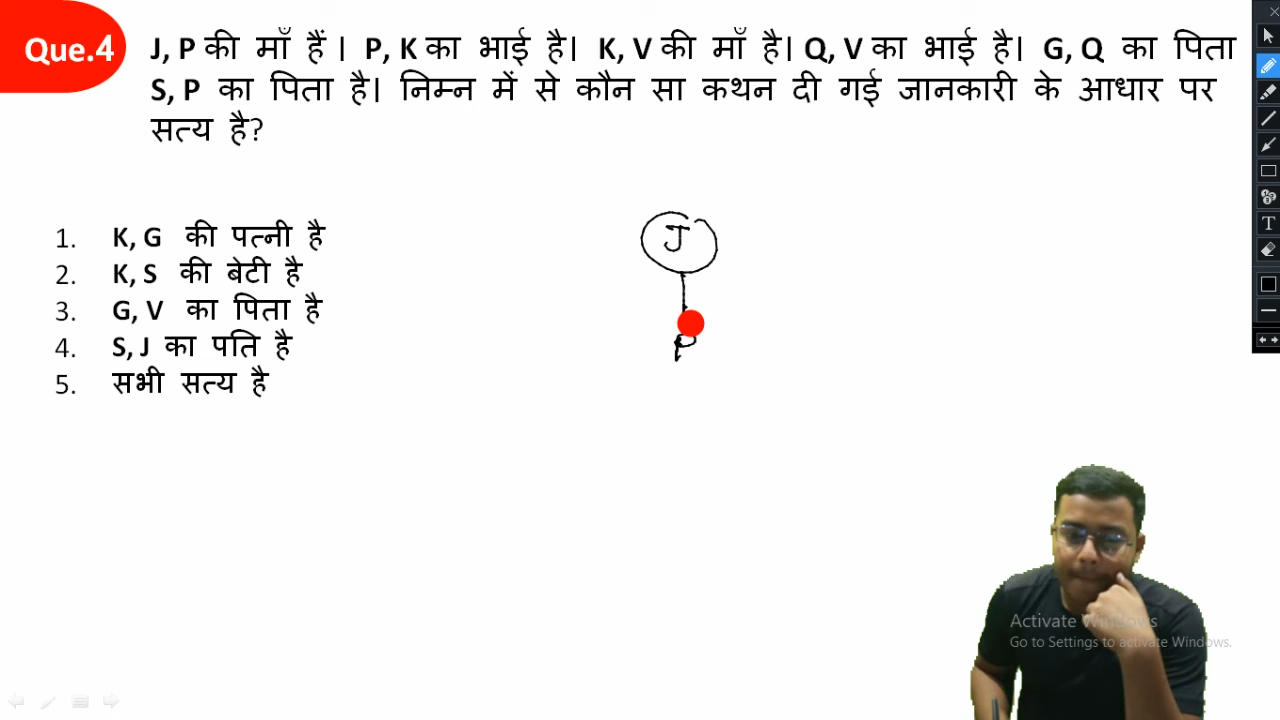 Que.4
J, P की माँ हैं। P, K का भाई है। K, V की माँ है। Q, V का भाई है। G, Q का पिता
S, P का पिता है। निम्न में से कौन सा कथन दी गई जानकारी के आधार पर
सत्य है?
1. K, G की पत्नी है
2. K, S की बेटी है
3. G, V का पिता है
4. S, J का पति है
5. सभी सत्य है
J
P
T
Activate Windows
Go to Settings to activate Windows.